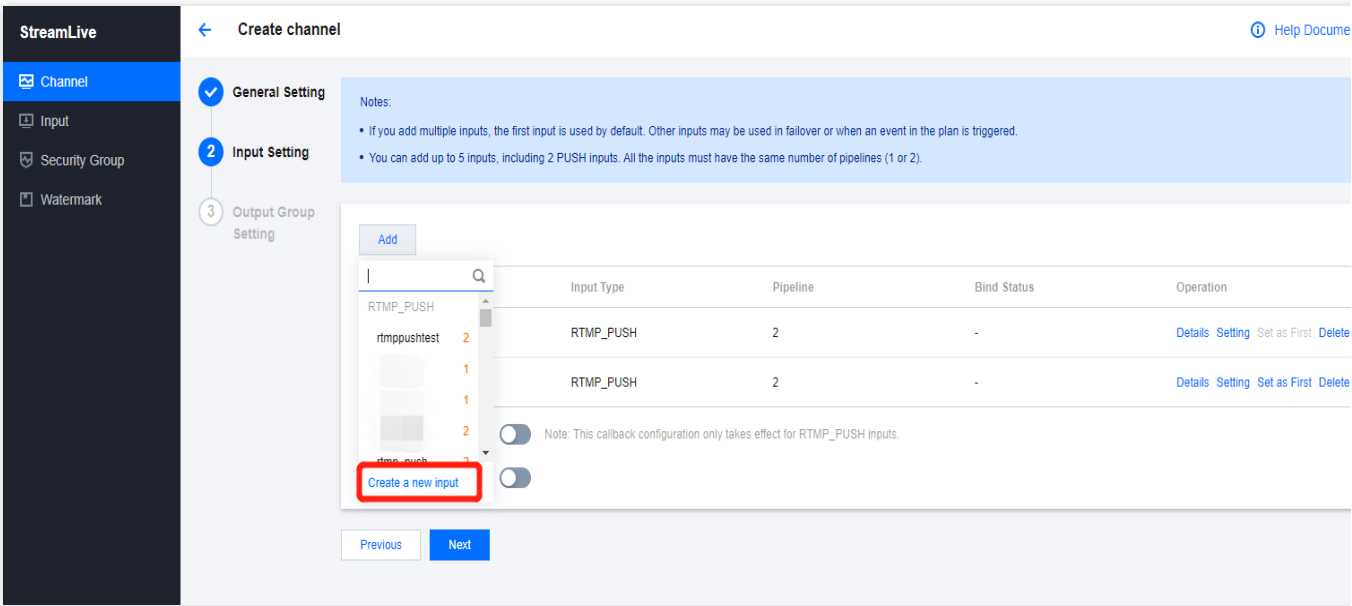 StreamLive
Create channel
Help Docume
Channel
Input
Security Group
Watermark
General Setting
2 Input Setting
3 Output Group
Setting
Notes:
• If you add multiple inputs, the first input is used by default. Other inputs may be used in failover or when an event in the plan is triggered.
• You can add up to 5 inputs, including 2 PUSH inputs. All the inputs must have the same number of pipelines (1 or 2).
Add
Input Type Pipeline Bind Status Operation
RTMP_PUSH 2 - Details Setting Set as First Delete
RTMP_PUSH 2 - Details Setting Set as First Delete
RTMP_PUSH
rtmppushtest 2
1
1
2
rtmp_push 2
Create a new input
Note: This callback configuration only takes effect for RTMP_PUSH inputs.
Previous Next